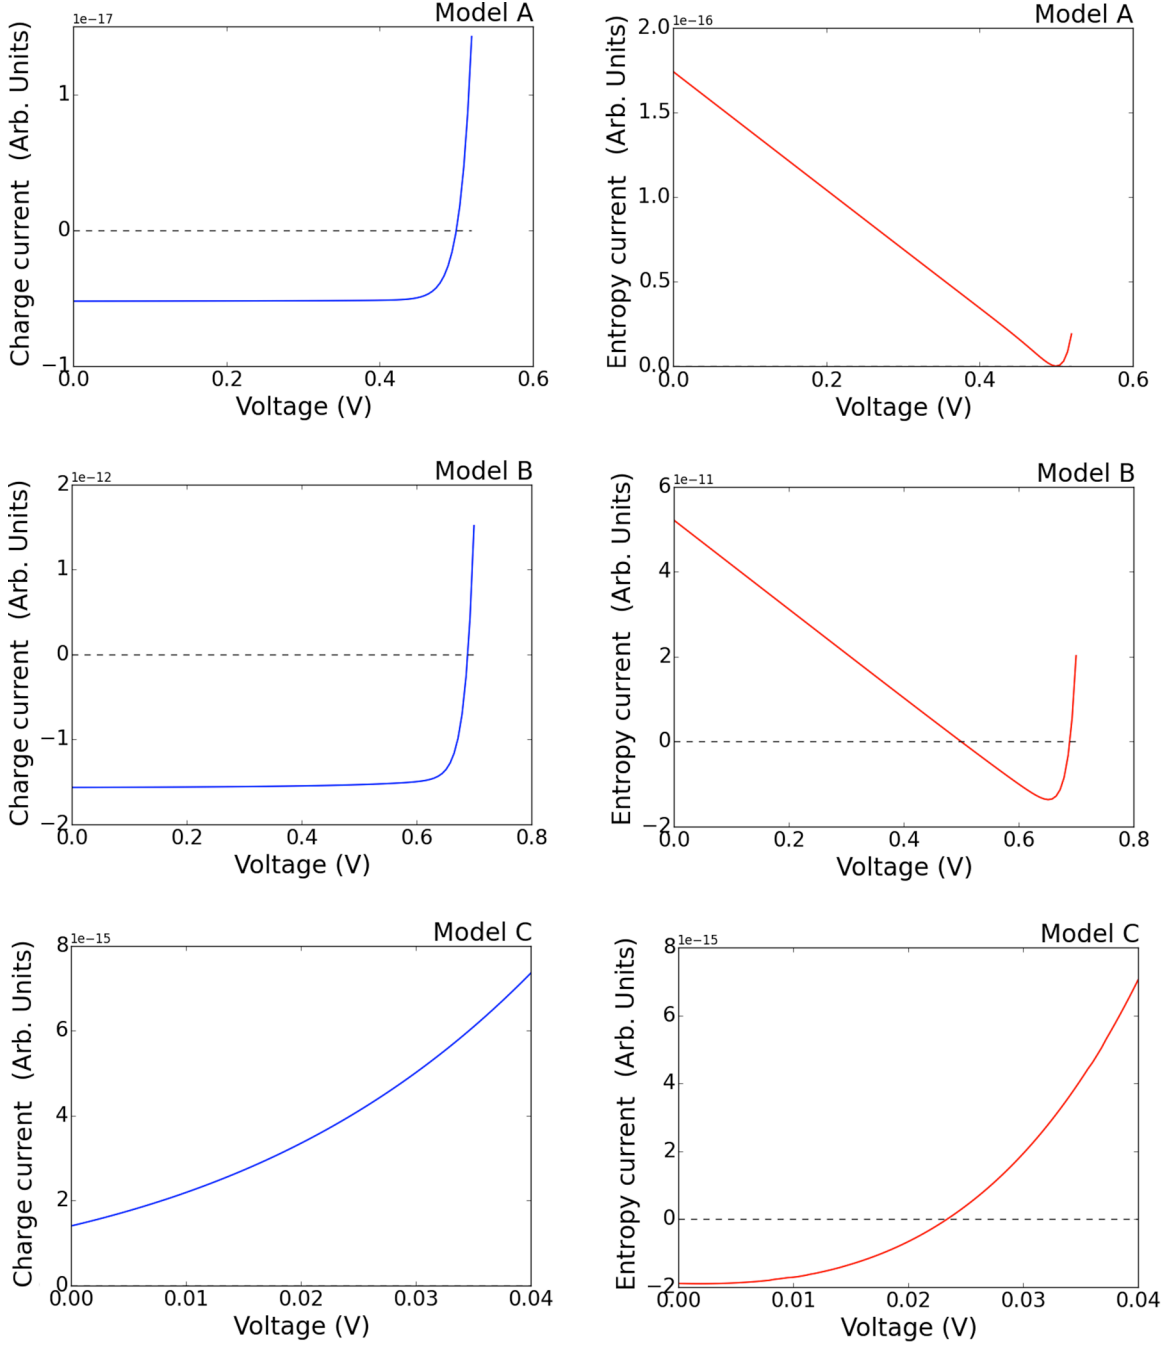 1e−17
Model A
Charge current (Arb. Units)
1
0
−1
0.0
0.2
0.4
0.6
Voltage (V)
1e−16
Model A
Entropy current (Arb. Units)
2.0
1.5
1.0
0.5
0.0
0.0
0.2
0.4
0.6
Voltage (V)
1e−12
Model B
Charge current (Arb. Units)
2
1
0
−1
−2
0.0
0.2
0.4
0.6
0.8
Voltage (V)
1e−11
Model B
Entropy current (Arb. Units)
6
4
2
0
−2
0.0
0.2
0.4
0.6
0.8
Voltage (V)
1e−15
Model C
Charge current (Arb. Units)
8
6
4
2
0
0.00
0.01
0.02
0.03
0.04
Voltage (V)
1e−15
Model C
Entropy current (Arb. Units)
8
6
4
2
0
−2
0.00
0.01
0.02
0.03
0.04
Voltage (V)